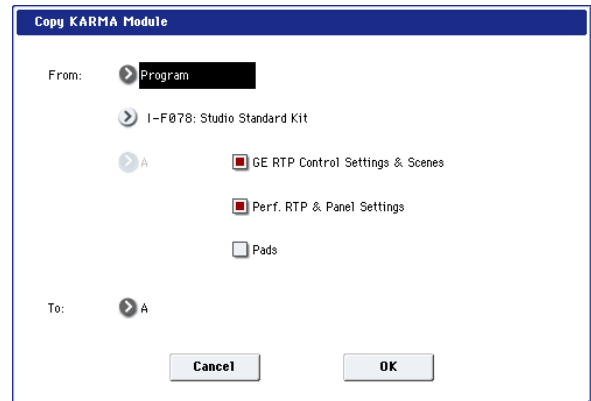 Copy KARMA Module
From: Program
I-F078: Studio Standard Kit
A GE RTP Control Settings & Scenes
Perf. RTP & Panel Settings
Pads
To: A
Cancel OK